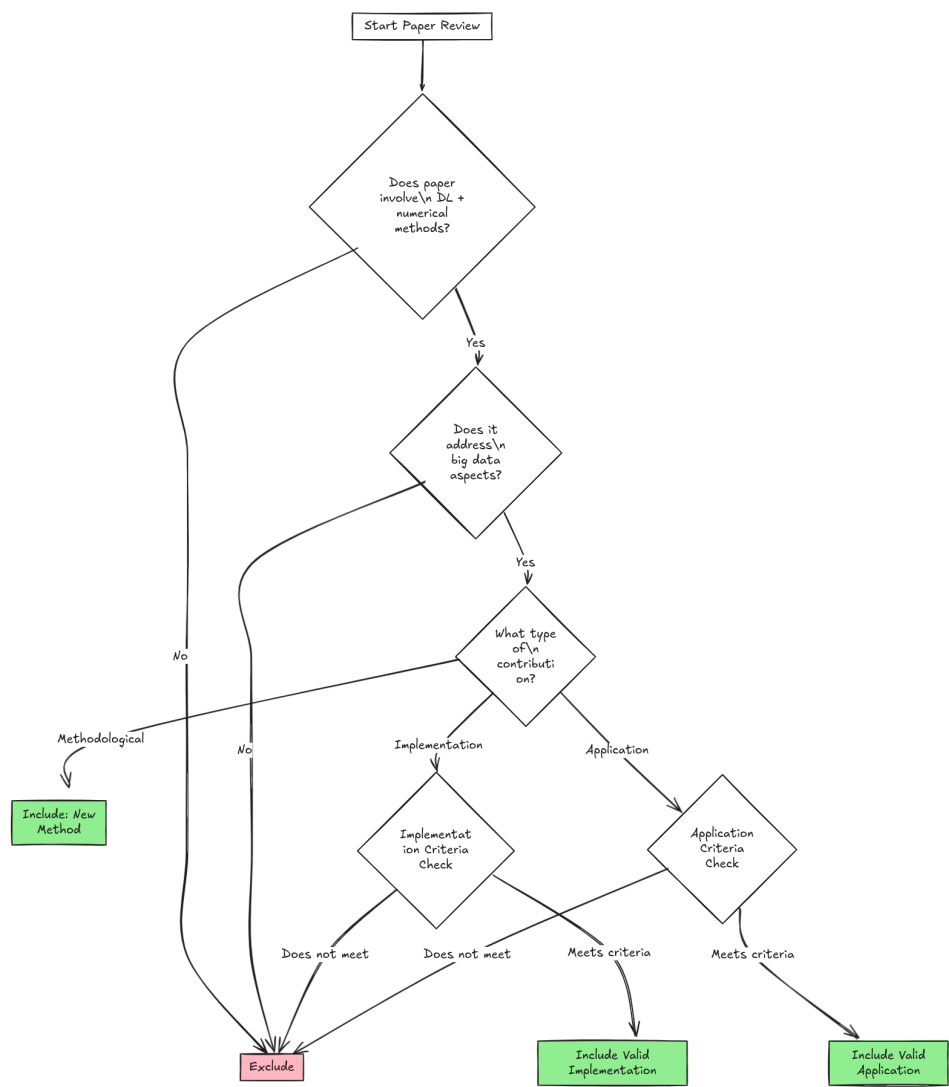 Start Paper Review
Does paper
involve\n DL +
numerical
methods?
Yes
Does it
address\n
big data
aspects?
Yes
What type
of\n
contributi
on?
No
Methodological
No
Implementation
Application
Include: New
Method
Implementat
ion Criteria
Check
Application
Criteria
Check
Does not meet
Does not meet
Meets criteria
Meets criteria
Exclude
Include Valid
Implementation
Include Valid
Application